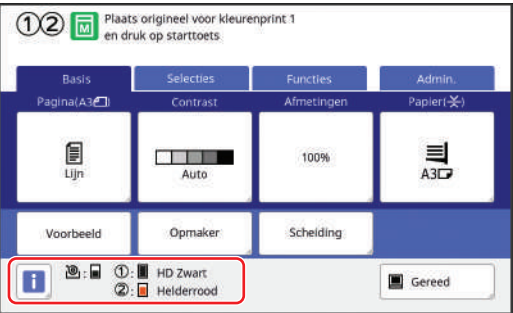 ①② M Plaats origineel voor kleurenprint 1
en druk op starttoets
Basis Selecties Functies Admin.
Pagina(A3) Contrast Afmetingen Papier()
Lijn Auto 100% A3
Voorbeeld Opmaker Scheiding
i : ①: HD Zwart
②: Helderrood
Gereed